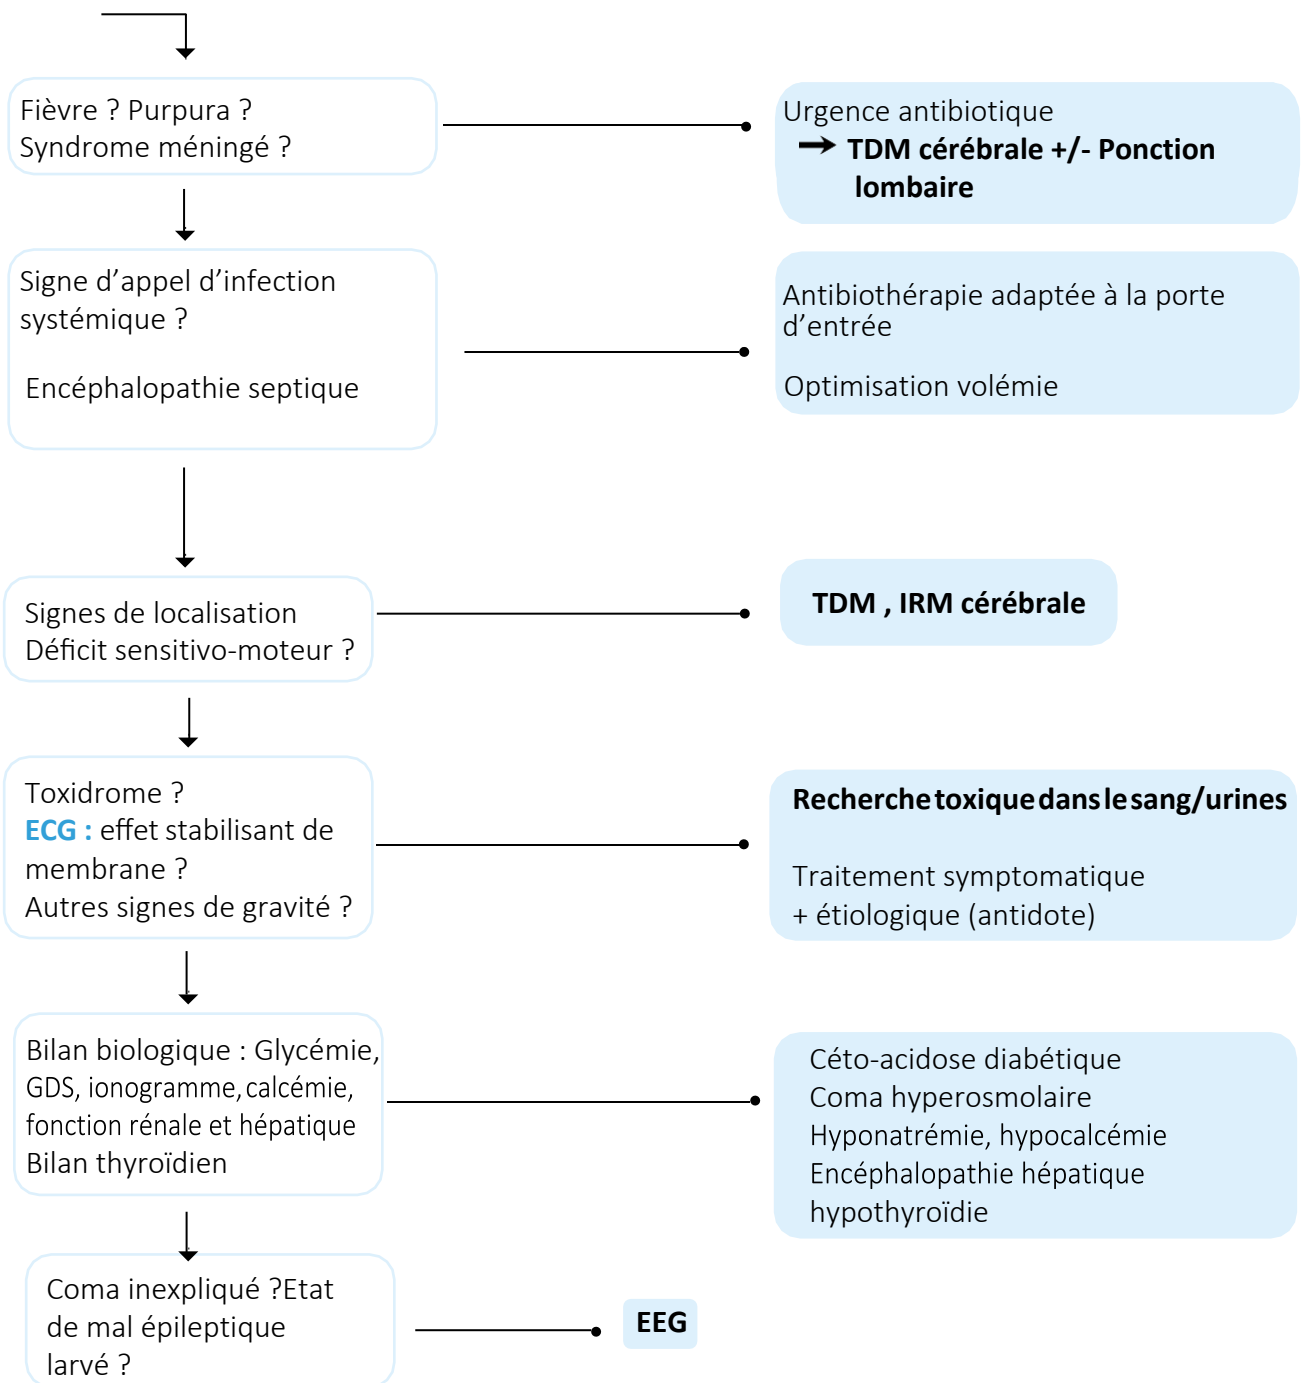 Fièvre ? Purpura ?
Syndrome méningé ?
Urgence antibiotique
TDM cérébrale +/- Ponction
lombaire
Signe d’appel d’infection
systémique ?
Encéphalopathie septique
Antibiothérapie adaptée à la porte
d’entrée
Optimisation volémie
Signes de localisation
Déficit sensitivo-moteur ?
TDM , IRM cérébrale
Toxidrome ?
ECG : effet stabilisant de
membrane ?
Autres signes de gravité ?
Recherche toxique dans le sang/urines
Traitement symptomatique
+ étiologique (antidote)
Bilan biologique : Glycémie,
GDS, ionogramme, calcémie,
fonction rénale et hépatique
Bilan thyroïdien
Céto-acidose diabétique
Coma hyperosmolaire
Hyponatrémie, hypocalcémie
Encéphalopathie hépatique
hypothyroïdie
Coma inexpliqué ?Etat
de mal épileptique
larvé ?
EEG